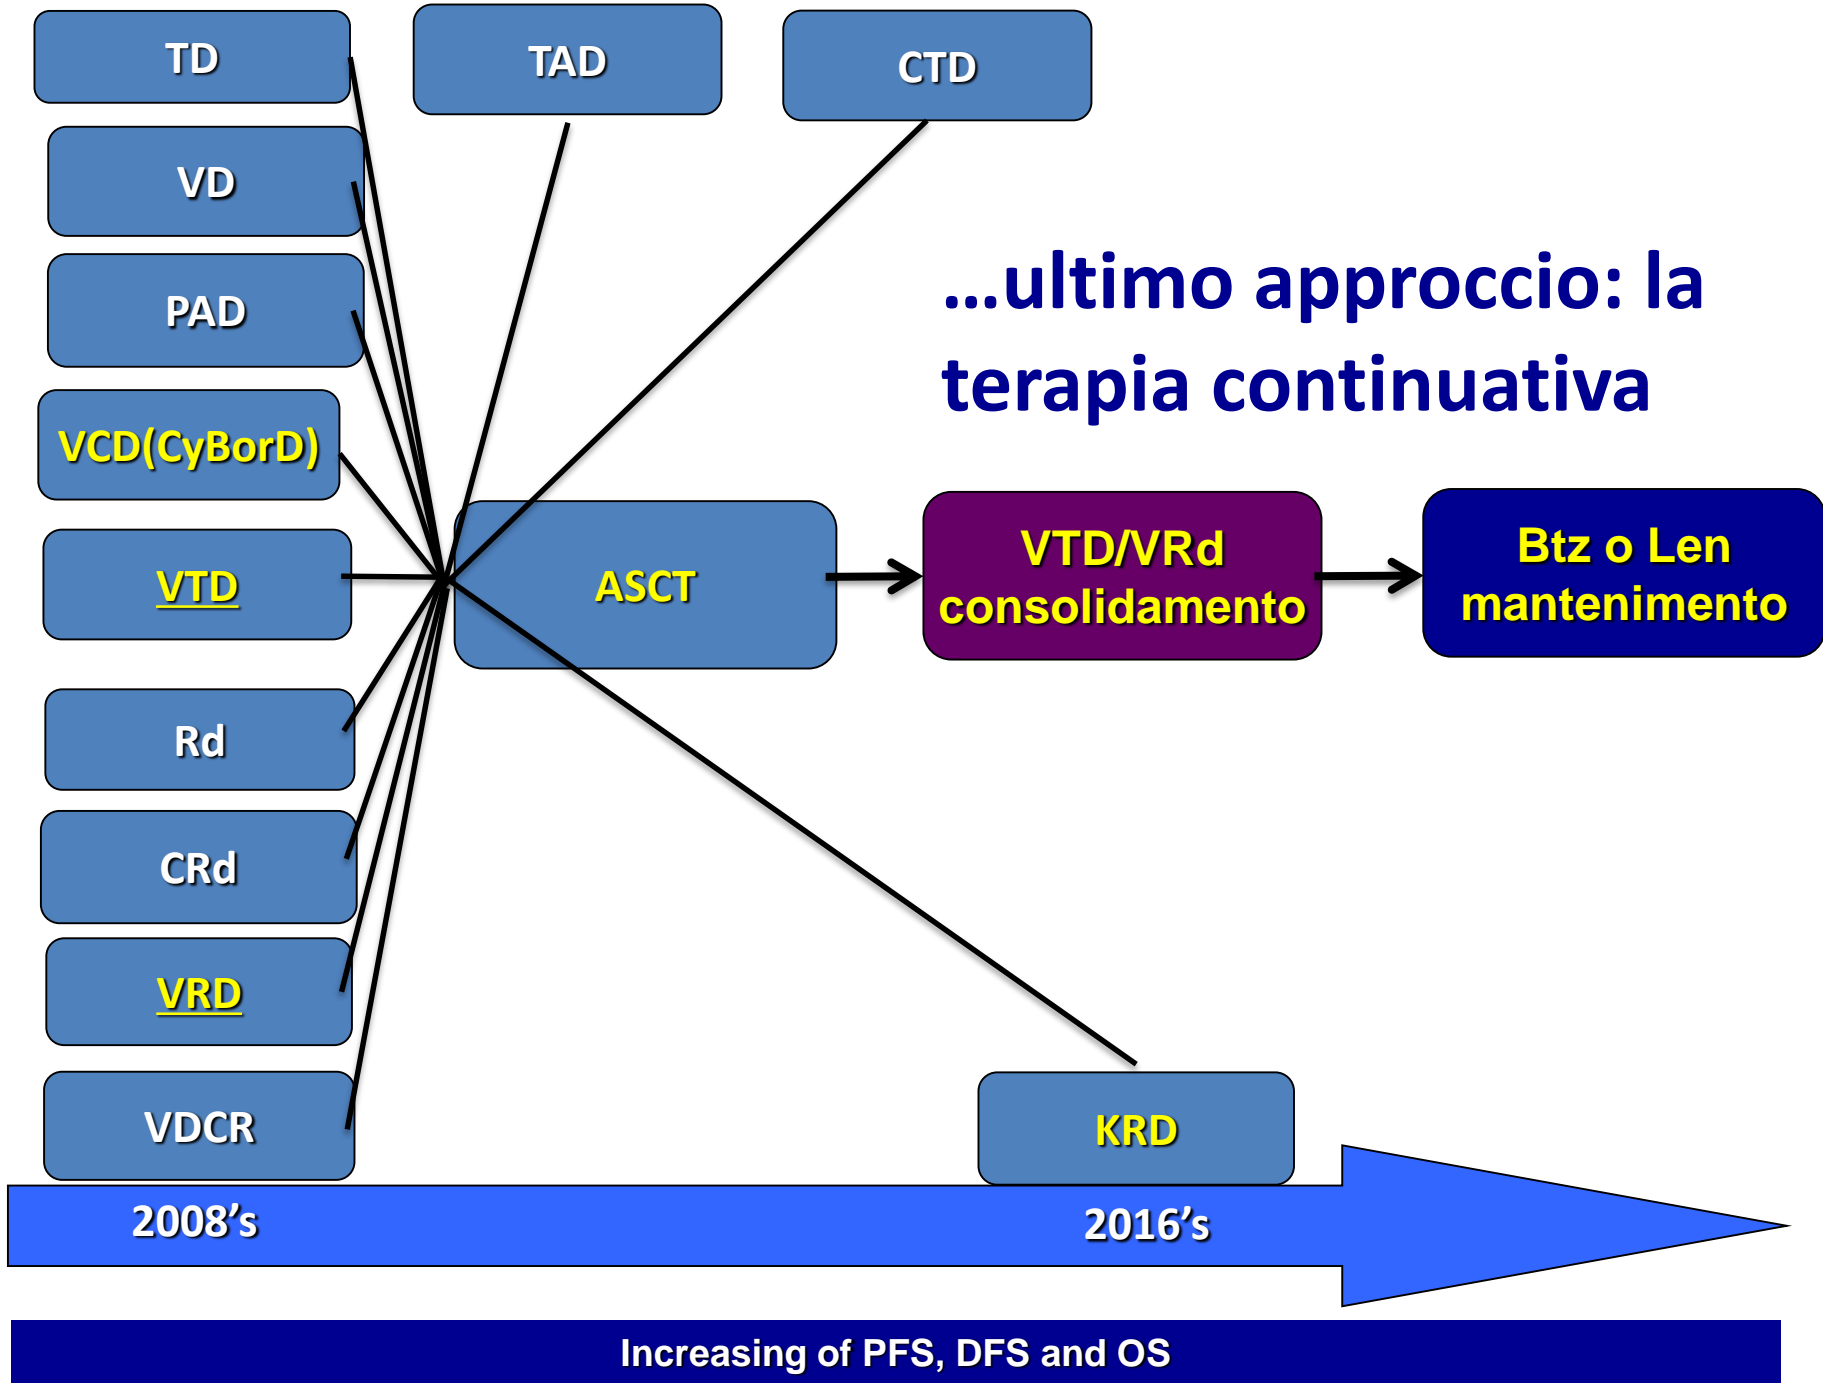 TD
TAD
CTD
VD
PAD
...ultimo approccio: la
terapia continuativa
VCD(CyBorD)
VTD
ASCT
VTD/VRd
consolidamento
Btz o Len
mantenimento
Rd
CRd
VRD
VDCR
KRD
2008’s
2016’s
Increasing of PFS, DFS and OS